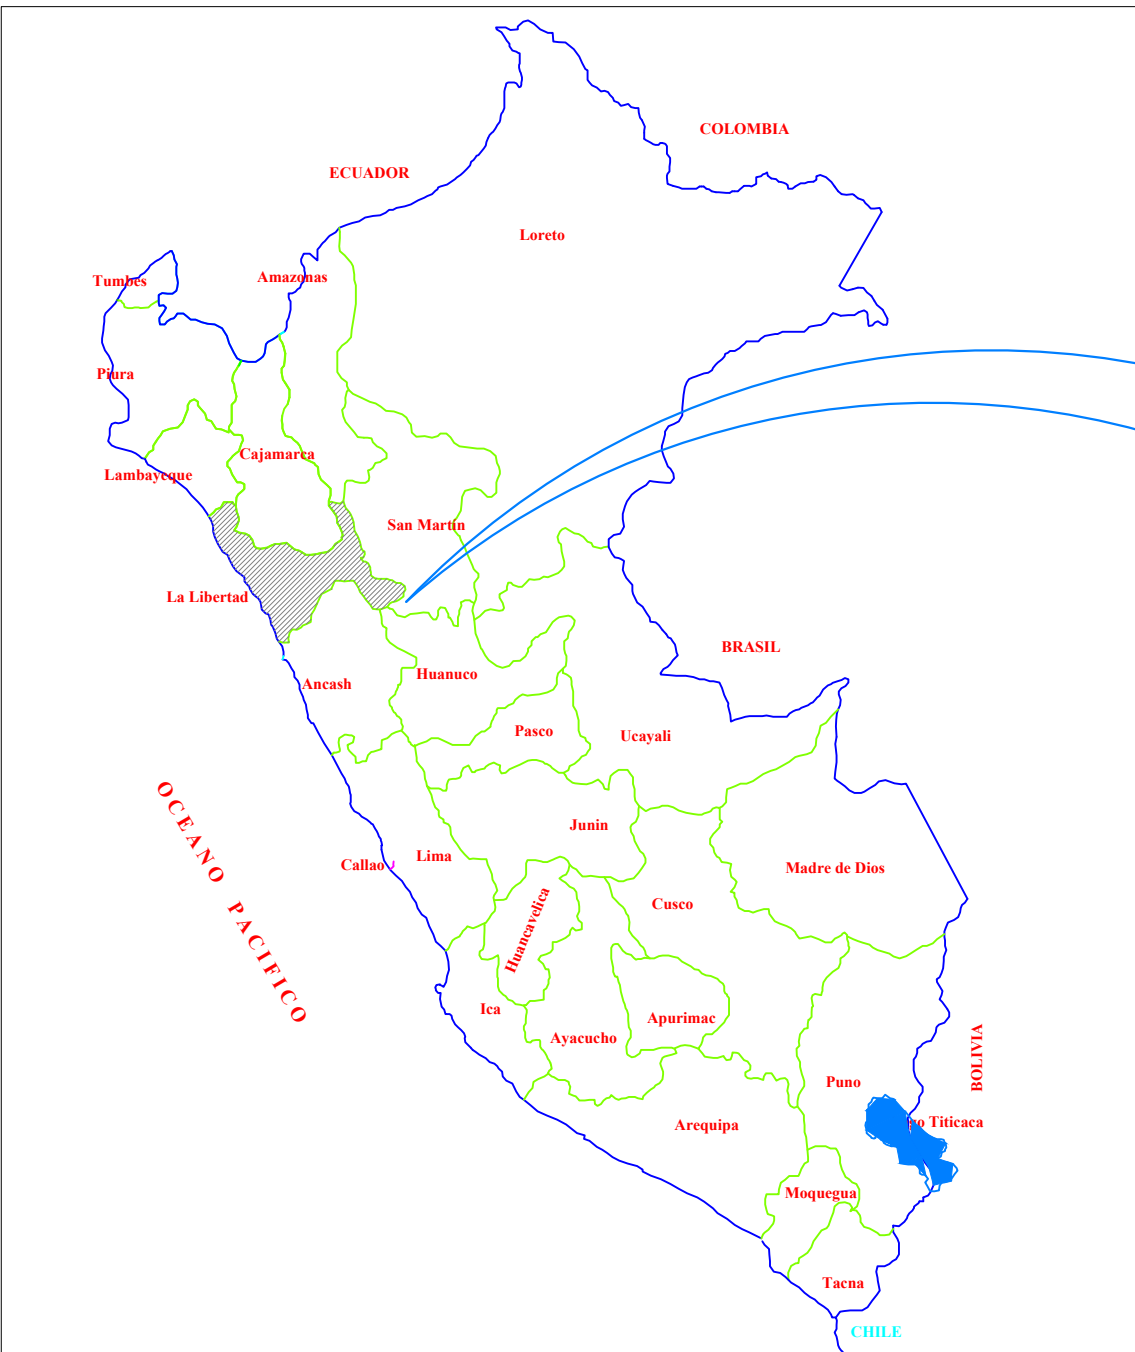 COLOMBIA
ECUADOR
Loreto
Tumbes
Amazonas
Piura
Cajamarca
Lambayeque
San Martín
La Libertad
BRASIL
Huanuco
Ancash
Pasco
Ucayali
OCEANO PACIFICO
Junin
Lima
Callao
Madre de Dios
Cusco
Huancavelica
Ica
Apurimac
Ayacucho
BOLIVIA
Puno
Titicaca
Arequipa
Moquegua
Tacna
CHILE